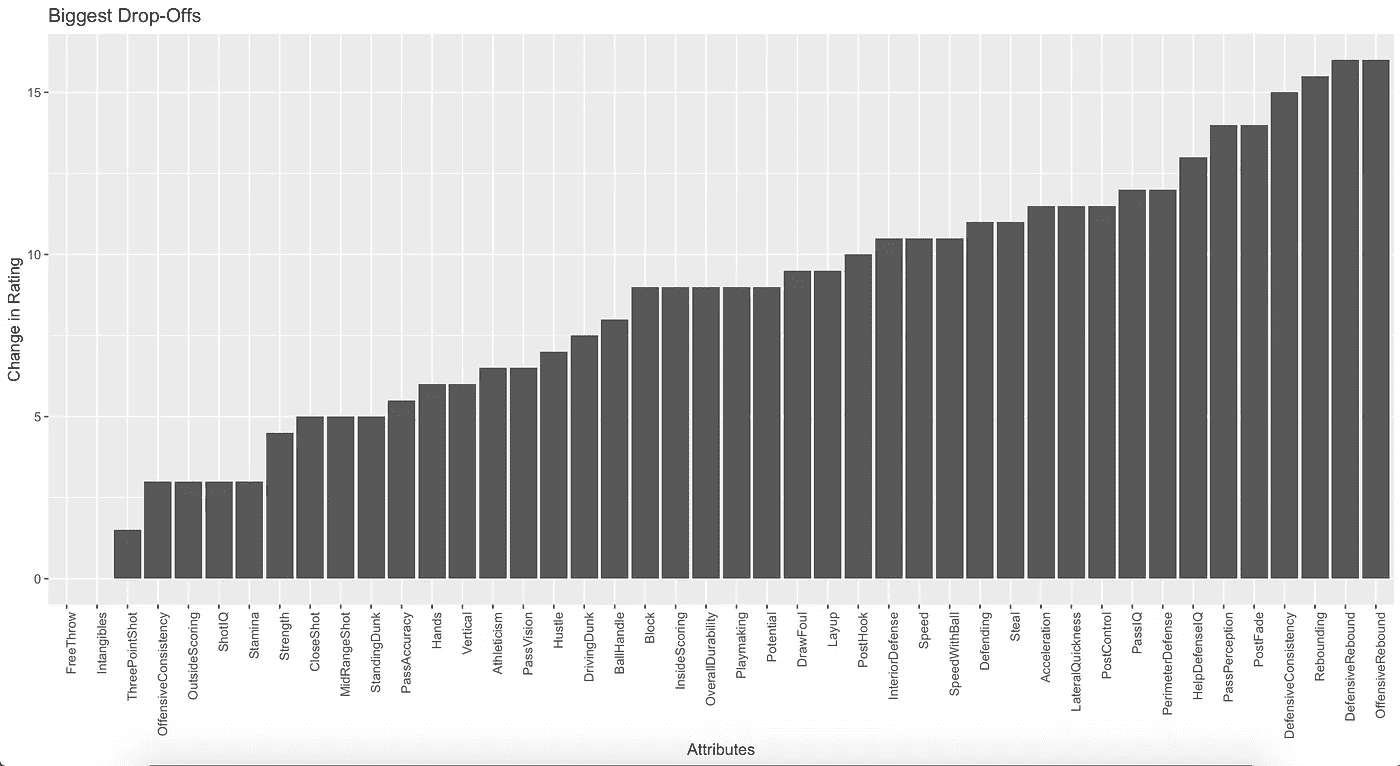 Biggest Drop-Offs
15
10
5
0
Change in Rating
FreeThrow
Intangibles
ThreePointShot
OffensiveConsistency
OutsideScoring
ShotIQ
Stamina
Strength
CloseShot
MidRangeShot
StandingDunk
PassAccuracy
Hands
Vertical
Athleticism
PassVision
Hustle
DrivingDunk
BallHandle
Block
InsideScoring
OverallDurability
Playmaking
Potential
DrawFoul
Layup
PostHook
InteriorDefense
Speed
SpeedWithBall
Defending
Steal
Acceleration
LateralQuickness
PostControl
PassIQ
PerimeterDefense
HelpDefenseIQ
PassPerception
PostFade
DefensiveConsistency
Rebounding
DefensiveRebound
OffensiveRebound
Attributes